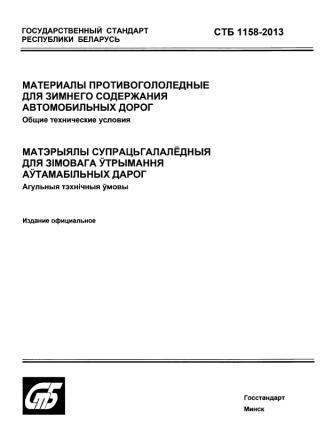 ГОСУДАРСТВЕННЫЙ СТАНДАРТ
РЕСПУБЛИКИ БЕЛАРУСЬ
СТБ 1158-2013
МАТЕРИАЛЫ ПРОТИВОГОЛОЛЕДНЫЕ
ДЛЯ ЗИМНЕГО СОДЕРЖАНИЯ
АВТОМОБИЛЬНЫХ ДОРОГ
Общие технические условия
МАТЭРЫЯЛЫ СУПРАЦЬГАЛАЛЁДНЫЯ
ДЛЯ ЗІМОВАГА ЎТРЫМАННЯ
АЎТАМАБІЛЬНЫХ ДАРОГ
Агульныя тэхнічныя ўмовы
Издание официальное
СТБ
Госстандарт
Минск